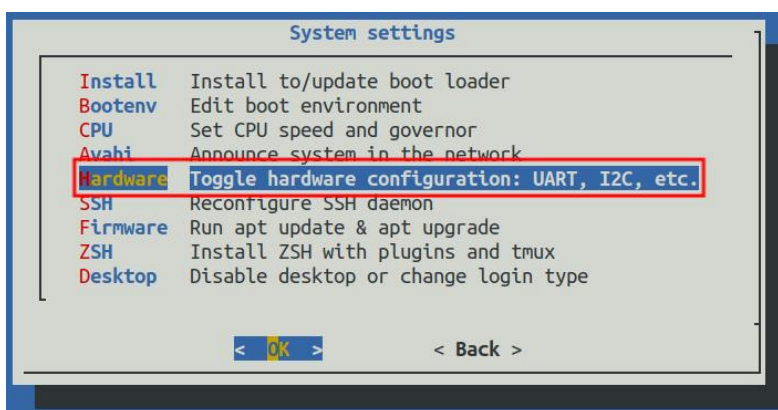 System settings
Install Install to/update boot loader
Bootenv Edit boot environment
CPU Set CPU speed and governor
Avahi Announce system in the network
Hardware Toggle hardware configuration: UART, I2C, etc.
SSH Reconfigure SSH daemon
Firmware Run apt update & apt upgrade
ZSH Install ZSH with plugins and tmux
Desktop Disable desktop or change login type
< OK > < Back >